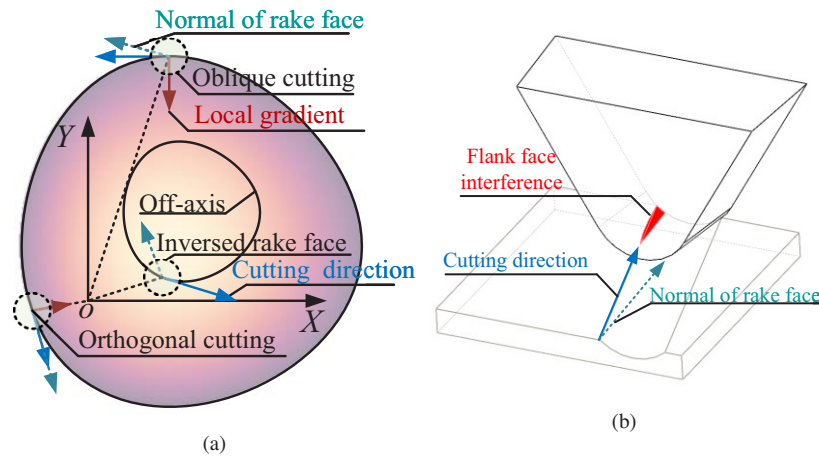 Normal of rake face
Oblique cutting
Local gradient
Y
Off-axis
Inversed rake face
Cutting direction
o
X
Orthogonal cutting
(a)
Flank face
interference
Cutting direction
Normal of rake face
(b)